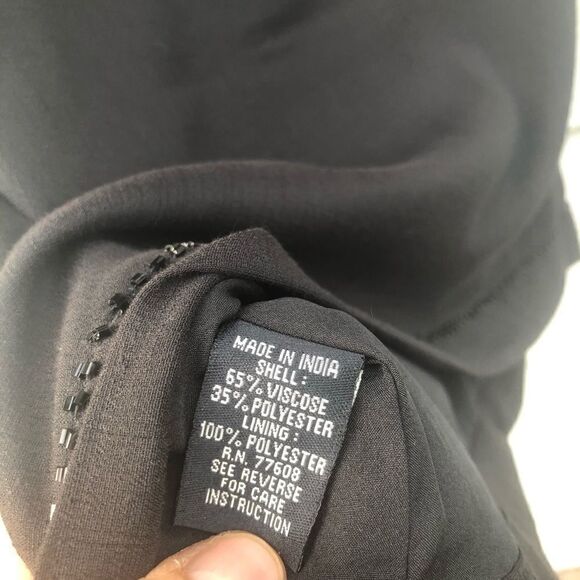 MADE IN INDIA
SHELL:
65% VISCOSE
35% POLYESTER
LINING:
100% POLYESTER
R.N. 77608
SEE REVERSE
FOR CARE
INSTRUCTION